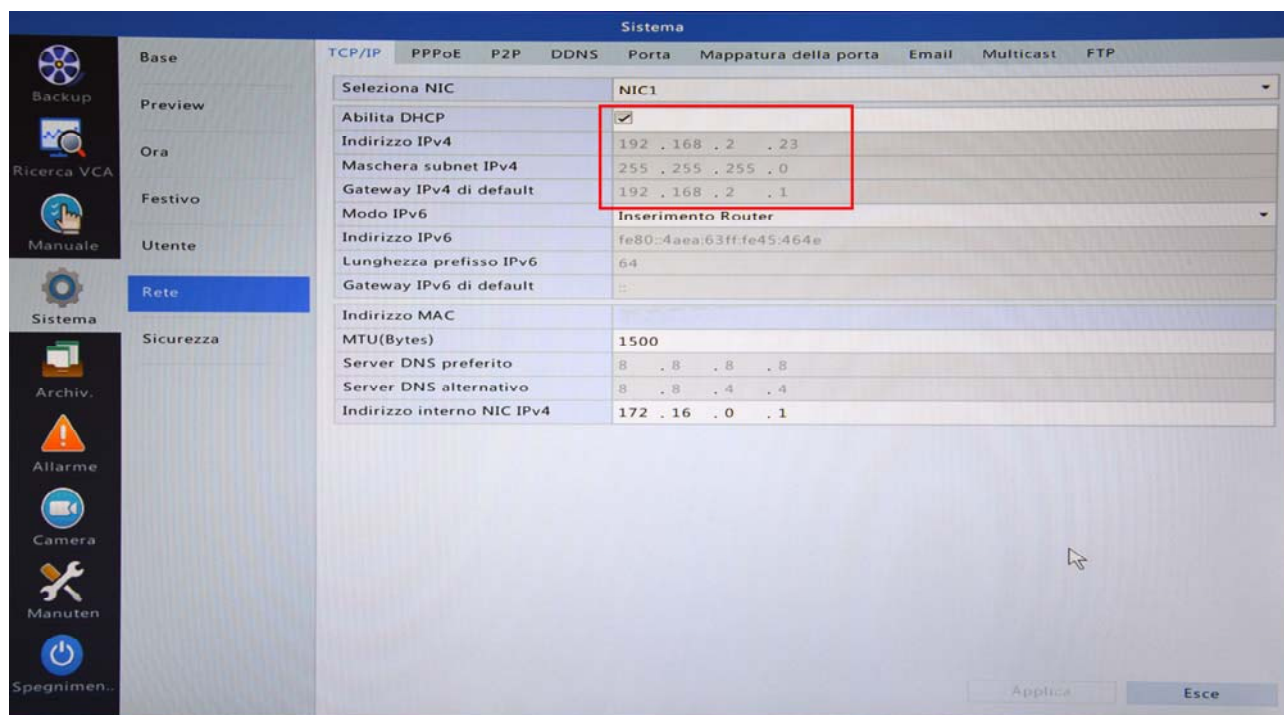 Sistema
Backup
Ricerca VCA
Manuale
Sistema
Archiv.
Allarme
Camera
Manuten
Spegnimen..
Base
Preview
Ora
Festivo
Utente
Rete
Sicurezza
TCP/IP PPPoE P2P DDNS Porta Mappatura della porta Email Multicast FTP
Seleziona NIC NIC1
Abilita DHCP
Indirizzo IPv4 192 . 168 . 2 . 23
Maschera subnet IPv4 255 . 255 . 255 . 0
Gateway IPv4 di default 192 . 168 . 2 . 1
Modo IPv6 Inserimento Router
Indirizzo IPv6 fe80::4aea:63ff:fe45:464e
Lunghezza prefisso IPv6 64
Gateway IPv6 di default ::
Indirizzo MAC
MTU(Bytes) 1500
Server DNS preferito 8 . 8 . 8 . 8
Server DNS alternativo 8 . 8 . 4 . 4
Indirizzo interno NIC IPv4 172 . 16 . 0 . 1
Applica Esce